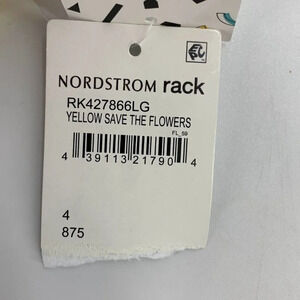 NORDSTROM rack
RK427866LG
YELLOW SAVE THE FLOWERS
FL_59
4 39113 21790 4
4
875